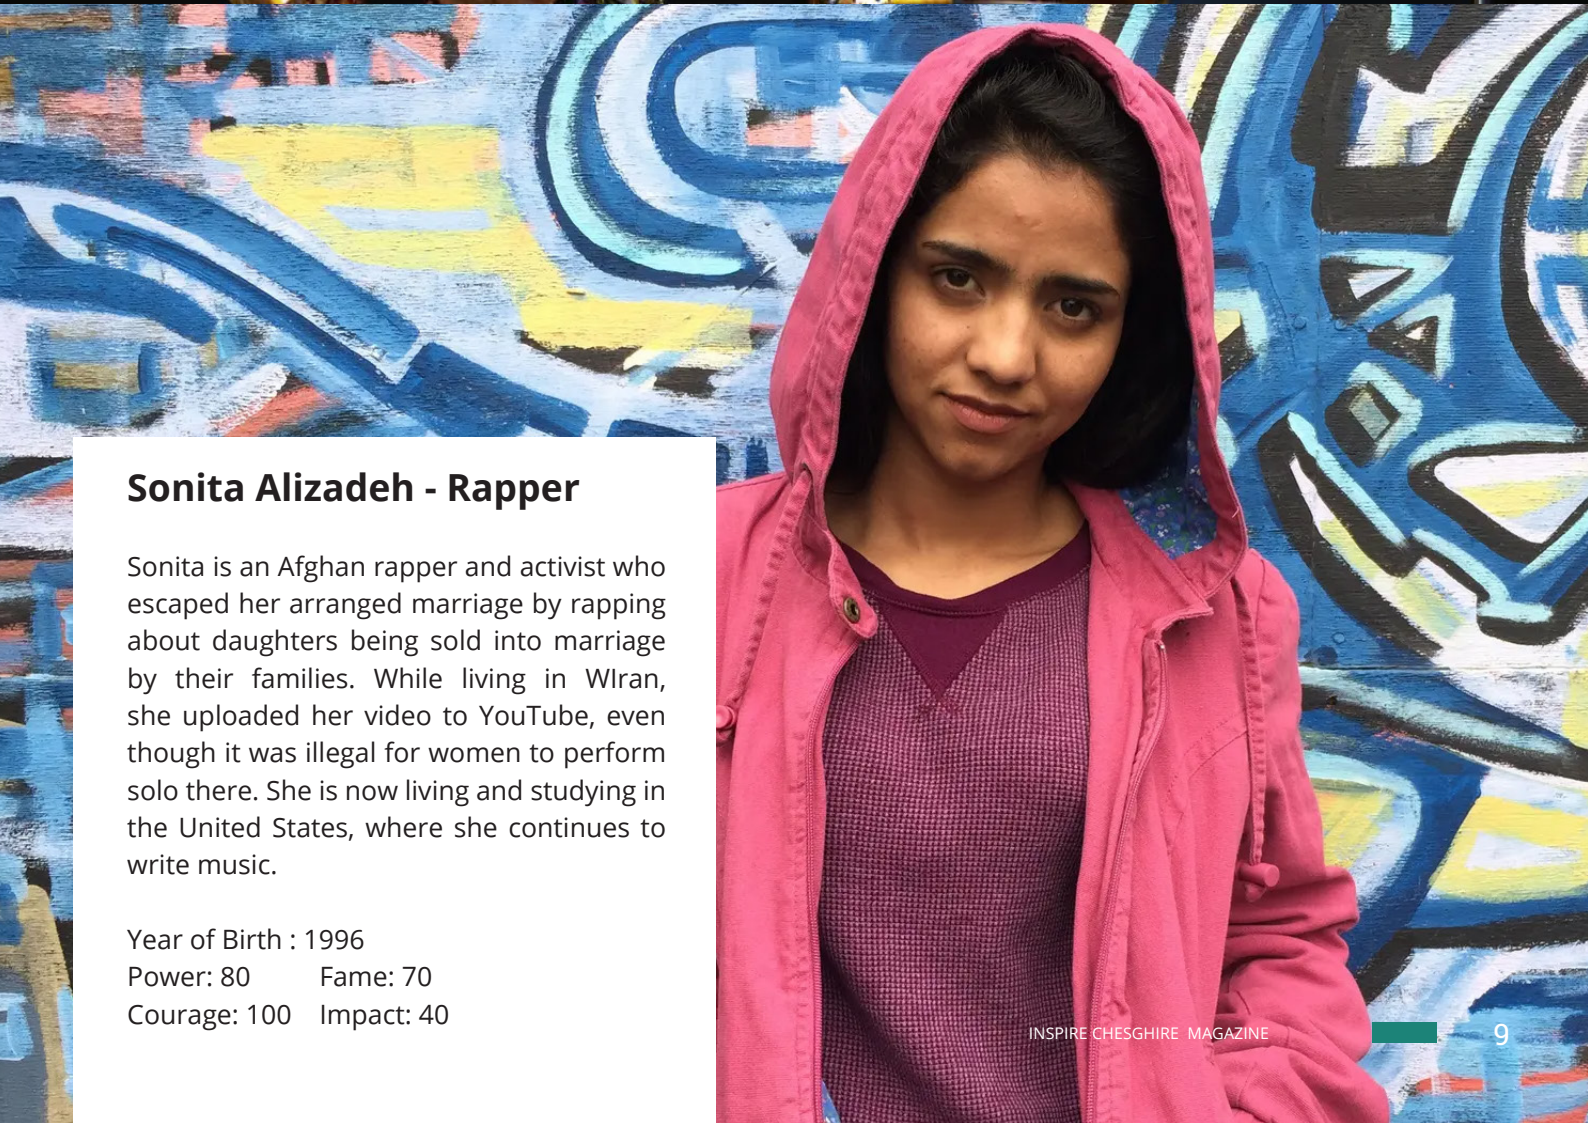 Sonita Alizadeh - Rapper
Sonita is an Afghan rapper and activist who
escaped her arranged marriage by rapping
about daughters being sold into marriage
by their families. While living in WIran,
she uploaded her video to YouTube, even
though it was illegal for women to perform
solo there. She is now living and studying in
the United States, where she continues to
write music.
Year of Birth : 1996
Power: 80 Fame: 70
Courage: 100 Impact: 40
INSPIRE CHESGHIRE MAGAZINE 9